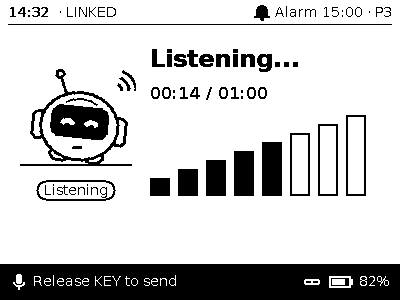 14:32 · LINKED
Alarm 15:00 · P3
Listening...
00:14 / 01:00
Listening
Release KEY to send
82%